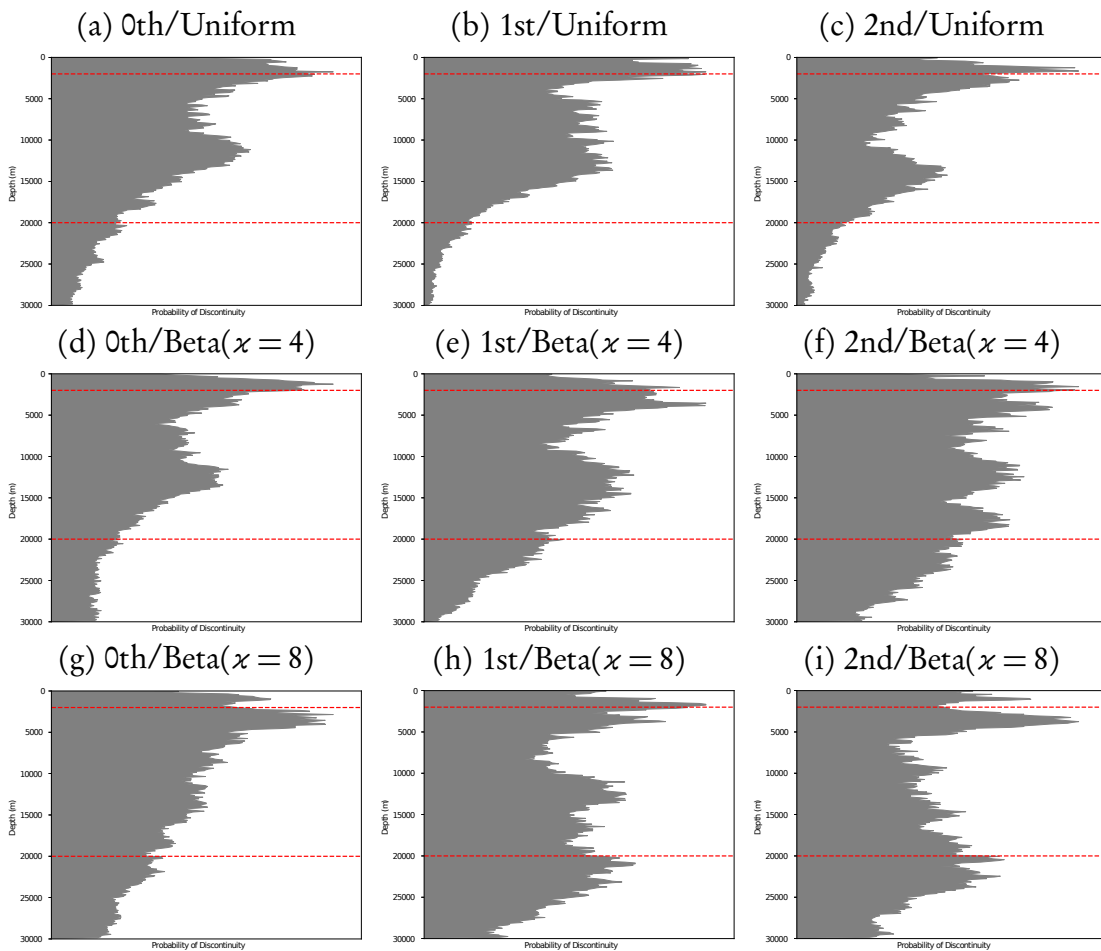 (a) 0th/Uniform
(b) 1st/Uniform
(c) 2nd/Uniform
0
5000
10000
15000
20000
25000
30000
Depth (m)
Probability of Discontinuity
0
5000
10000
15000
20000
25000
30000
Depth (m)
Probability of Discontinuity
0
5000
10000
15000
20000
25000
30000
Depth (m)
Probability of Discontinuity
(d) 0th/Beta(ϰ = 4)
(e) 1st/Beta(ϰ = 4)
(f) 2nd/Beta(ϰ = 4)
0
5000
10000
15000
20000
25000
30000
Depth (m)
Probability of Discontinuity
0
5000
10000
15000
20000
25000
30000
Depth (m)
Probability of Discontinuity
0
5000
10000
15000
20000
25000
30000
Depth (m)
Probability of Discontinuity
(g) 0th/Beta(ϰ = 8)
(h) 1st/Beta(ϰ = 8)
(i) 2nd/Beta(ϰ = 8)
0
5000
10000
15000
20000
25000
30000
Depth (m)
Probability of Discontinuity
0
5000
10000
15000
20000
25000
30000
Depth (m)
Probability of Discontinuity
0
5000
10000
15000
20000
25000
30000
Depth (m)
Probability of Discontinuity